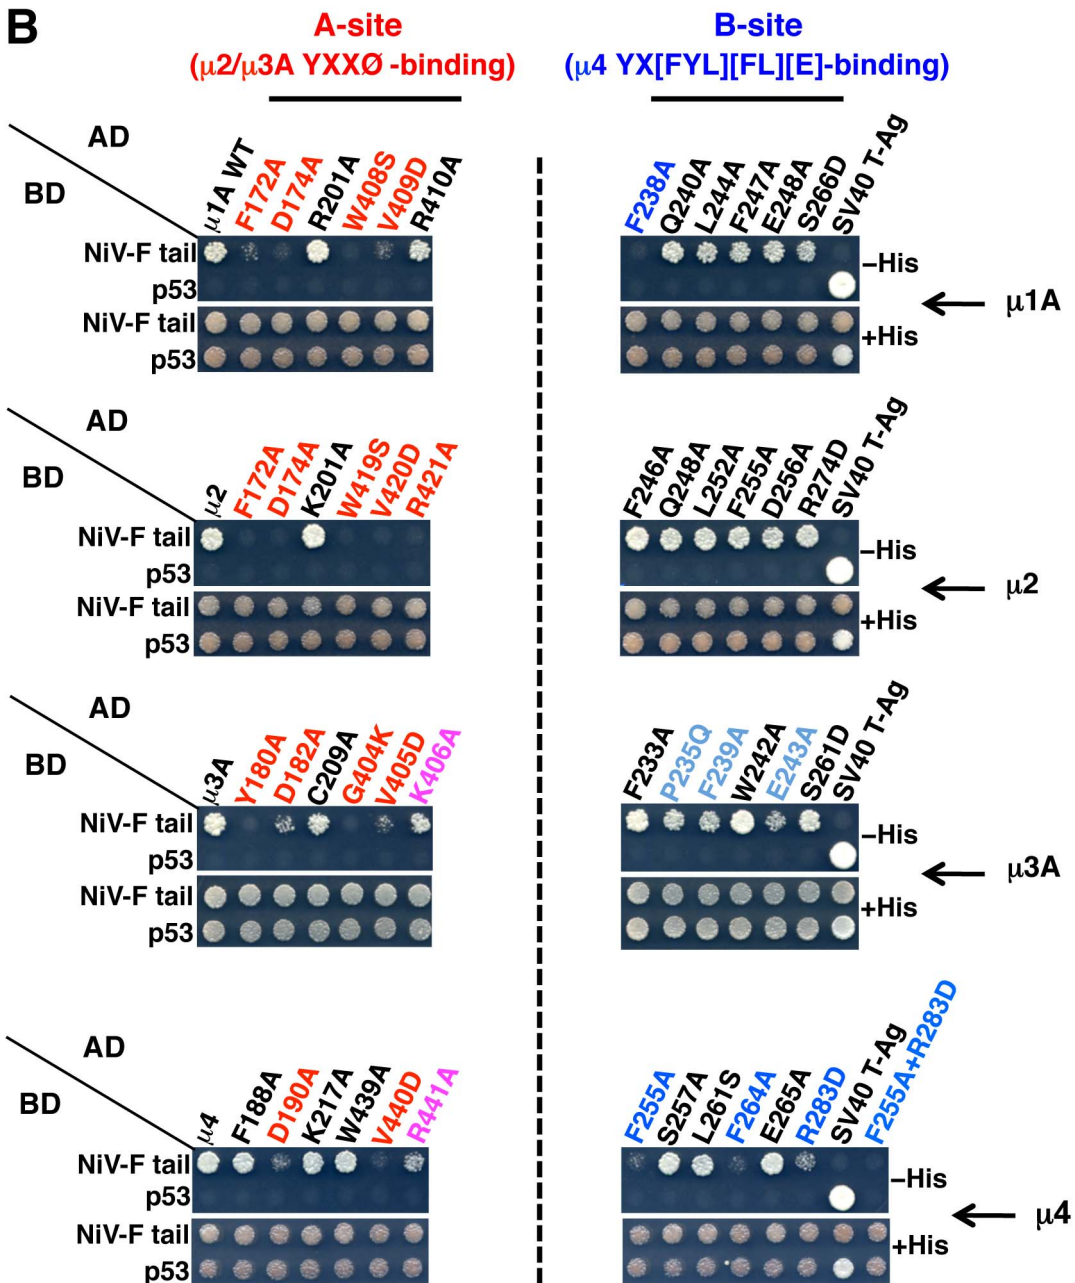 B
A-site
(μ2/μ3A YXXØ -binding)
B-site
(μ4 YX[FYL][FL][E]-binding)
AD
BD
μ1A WT
F172A
D174A
R201A
W408S
V409D
R410A
F238A
Q240A
L244A
F247A
E248A
S266D
SV40 T-Ag
NiV-F tail
p53
–His
NiV-F tail
p53
+His
μ1A
AD
BD
μ2
F172A
D174A
K201A
W419S
V420D
R421A
F246A
Q248A
L252A
F255A
D256A
R274D
SV40 T-Ag
NiV-F tail
p53
–His
NiV-F tail
p53
+His
μ2
AD
BD
μ3A
Y180A
D182A
C209A
G404K
V405D
K406A
F233A
P235Q
F239A
W242A
E243A
S261D
SV40 T-Ag
NiV-F tail
p53
–His
NiV-F tail
p53
+His
μ3A
AD
BD
μ4
F188A
D190A
K217A
W439A
V440D
R441A
F255A
S257A
L261S
F264A
E265A
R283D
SV40 T-Ag
F255A+R283D
NiV-F tail
p53
–His
NiV-F tail
p53
+His
μ4